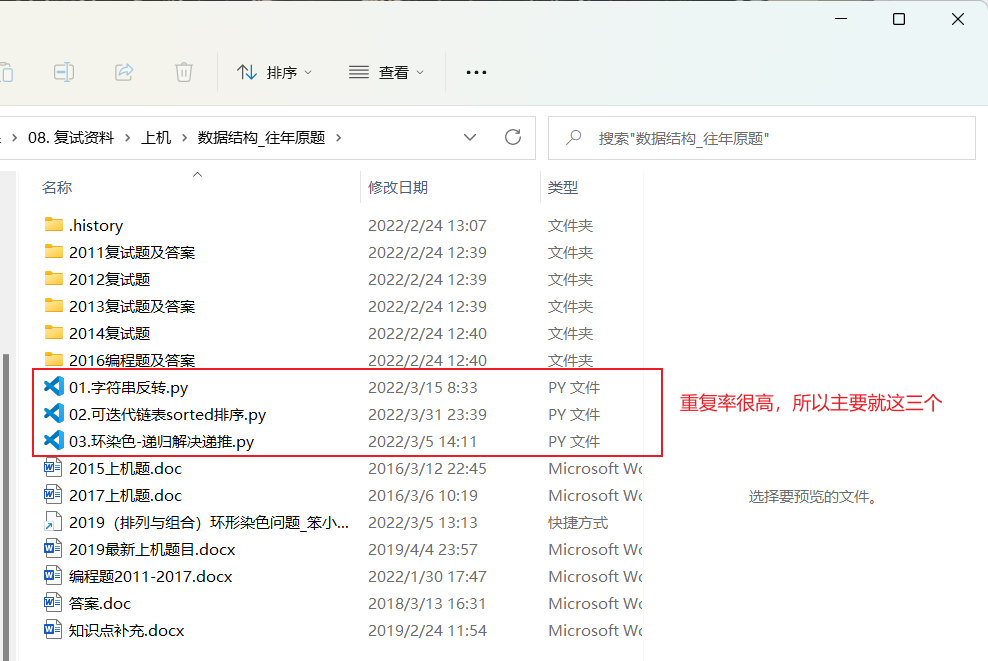 排序 查看
08. 复试资料 上机 数据结构_往年原题 搜索"数据结构_往年原题"
名称 修改日期 类型
.history 2022/2/24 13:07 文件夹
2011复试题及答案 2022/2/24 12:39 文件夹
2012复试题 2022/2/24 12:39 文件夹
2013复试题及答案 2022/2/24 12:39 文件夹
2014复试题 2022/2/24 12:40 文件夹
2016编程题及答案 2022/2/24 12:40 文件夹
01.字符串反转.py 2022/3/15 8:33 PY 文件
02.可迭代链表sorted排序.py 2022/3/31 23:39 PY 文件
03.环染色-递归解决递推.py 2022/3/5 14:11 PY 文件
重复率很高，所以主要就这三个
2015上机题.doc 2016/3/12 22:45 Microsoft Wo
2017上机题.doc 2016/3/6 10:19 Microsoft Wo
2019（排列与组合）环形染色问题_笨小... 2022/3/5 13:13 快捷方式
2019最新上机题目.docx 2019/4/4 23:57 Microsoft Wo
编程题2011-2017.docx 2022/1/30 17:47 Microsoft Wo
答案.doc 2018/3/13 16:31 Microsoft Wo
知识点补充.docx 2019/2/24 11:54 Microsoft Wo
选择要预览的文件。